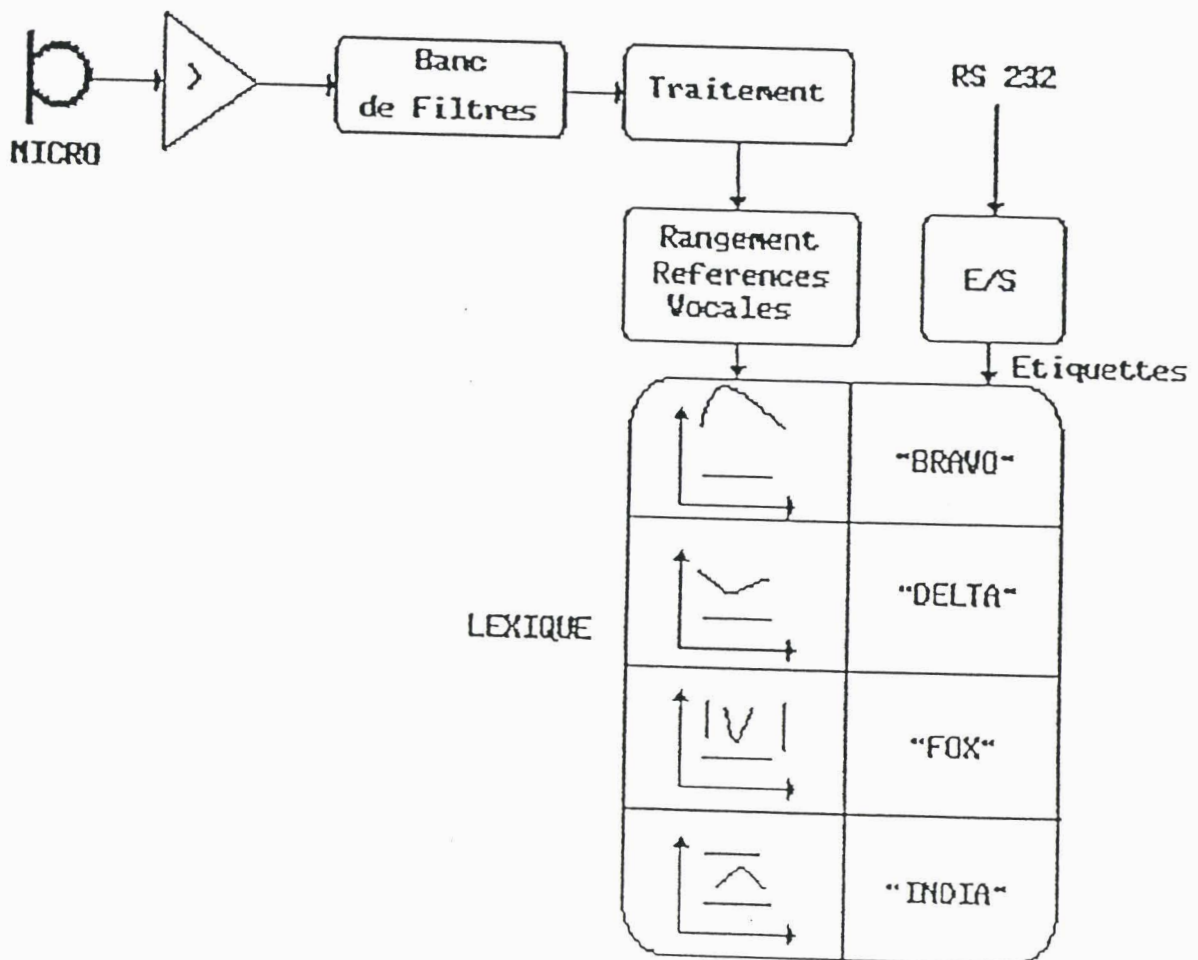 MICRO
Banc
de Filtres
Traitement
RS 232
Rangement
References
Vocales
E/S
Etiquettes
LEXIQUE
"BRAVO"
"DELTA"
"FOX"
"INDIA"